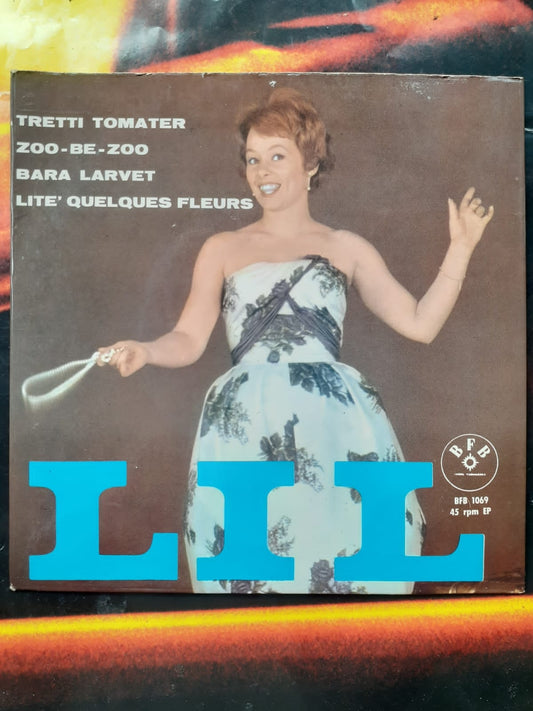 TRETTI TOMATER
ZOO-BE-ZOO
BARA LARVET
LITE' QUELQUES FLEURS
LIL
BFB
BFB 1069
45 rpm EP